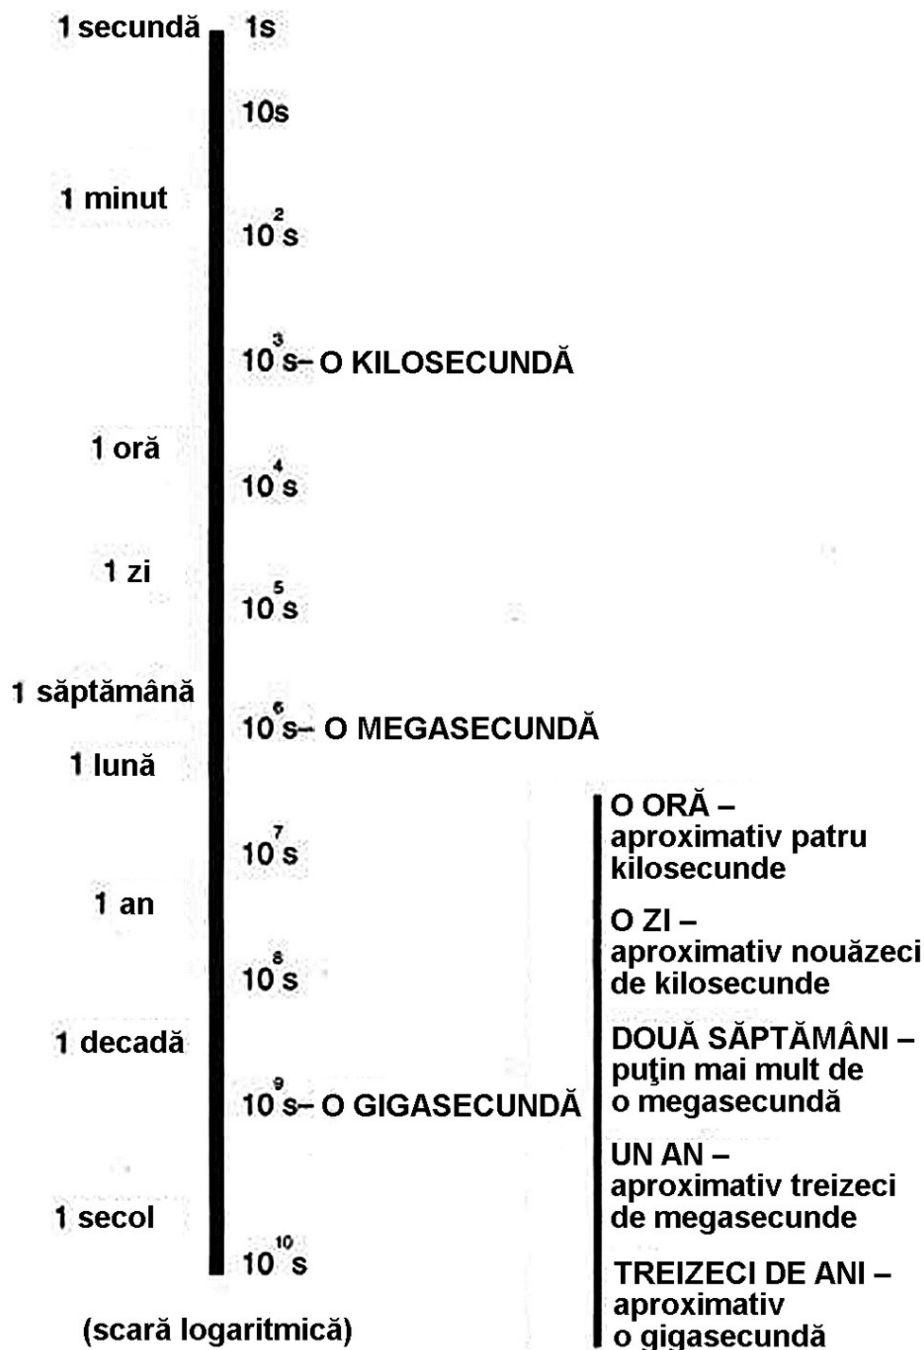 1 secundă 1s
10s
1 minut
10²s
10³s– O KILOSECUNDĂ
1 oră
10⁴s
1 zi
10⁵s
1 săptămână
10⁶s– O MEGASECUNDĂ
1 lună
10⁷s
1 an
10⁸s
1 decadă
10⁹s– O GIGASECUNDĂ
1 secol
10¹⁰s
(scară logaritmică)
O ORĂ –
aproximativ patru
kilosecunde
O ZI –
aproximativ nouăzeci
de kilosecunde
DOUĂ SĂPTĂMÂNI –
puţin mai mult de
o megasecundă
UN AN –
aproximativ treizeci
de megasecunde
TREIZECI DE ANI –
aproximativ
o gigasecundă